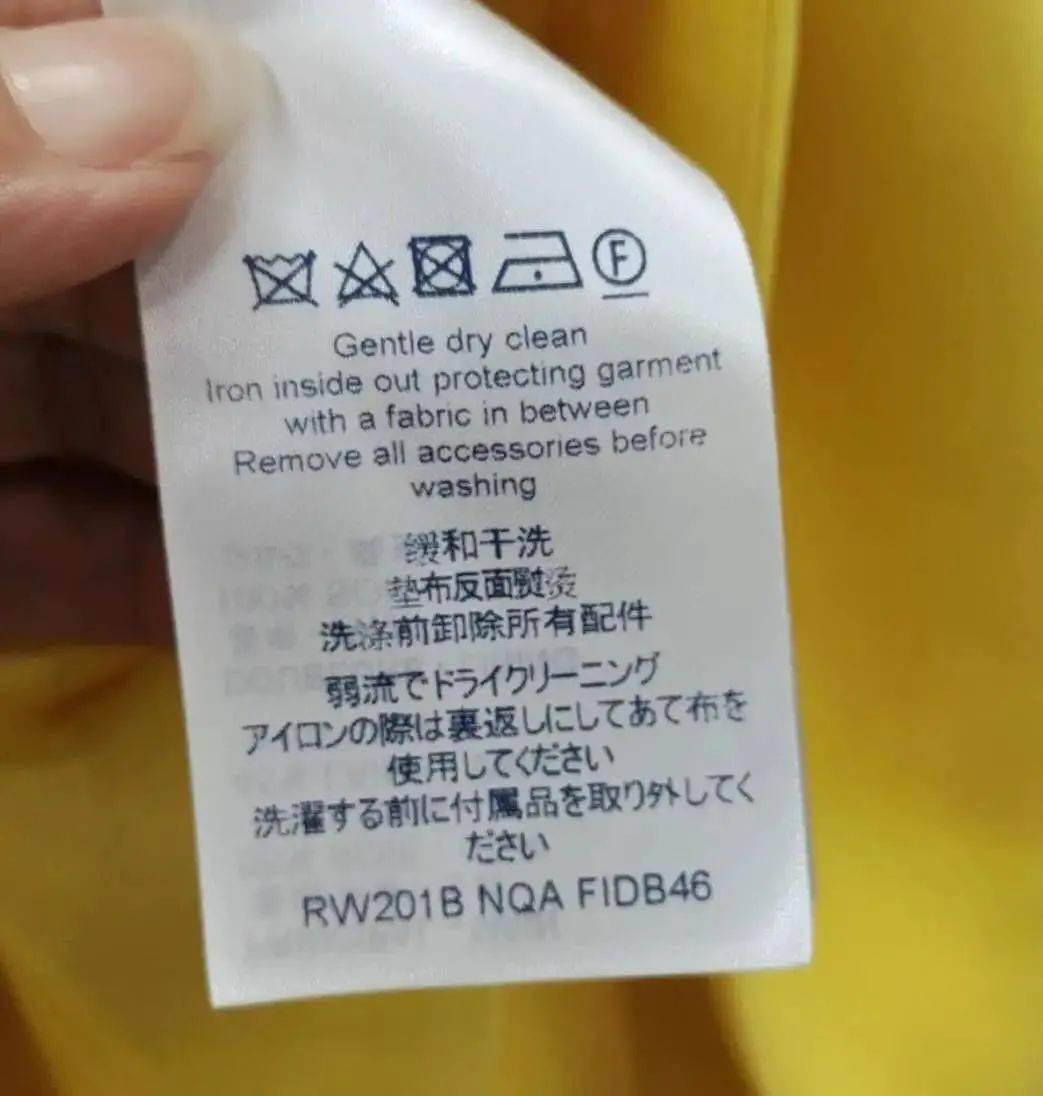 F
Gentle dry clean
Iron inside out protecting garment
with a fabric in between
Remove all accessories before
washing
缓和干洗
垫布反面熨烫
洗涤前卸除所有配件
弱流でドライクリーニング
アイロンの際は裏返しにしてあて布を
使用してください
洗濯する前に付属品を取り外してく
ださい
RW201B NQA FIDB46